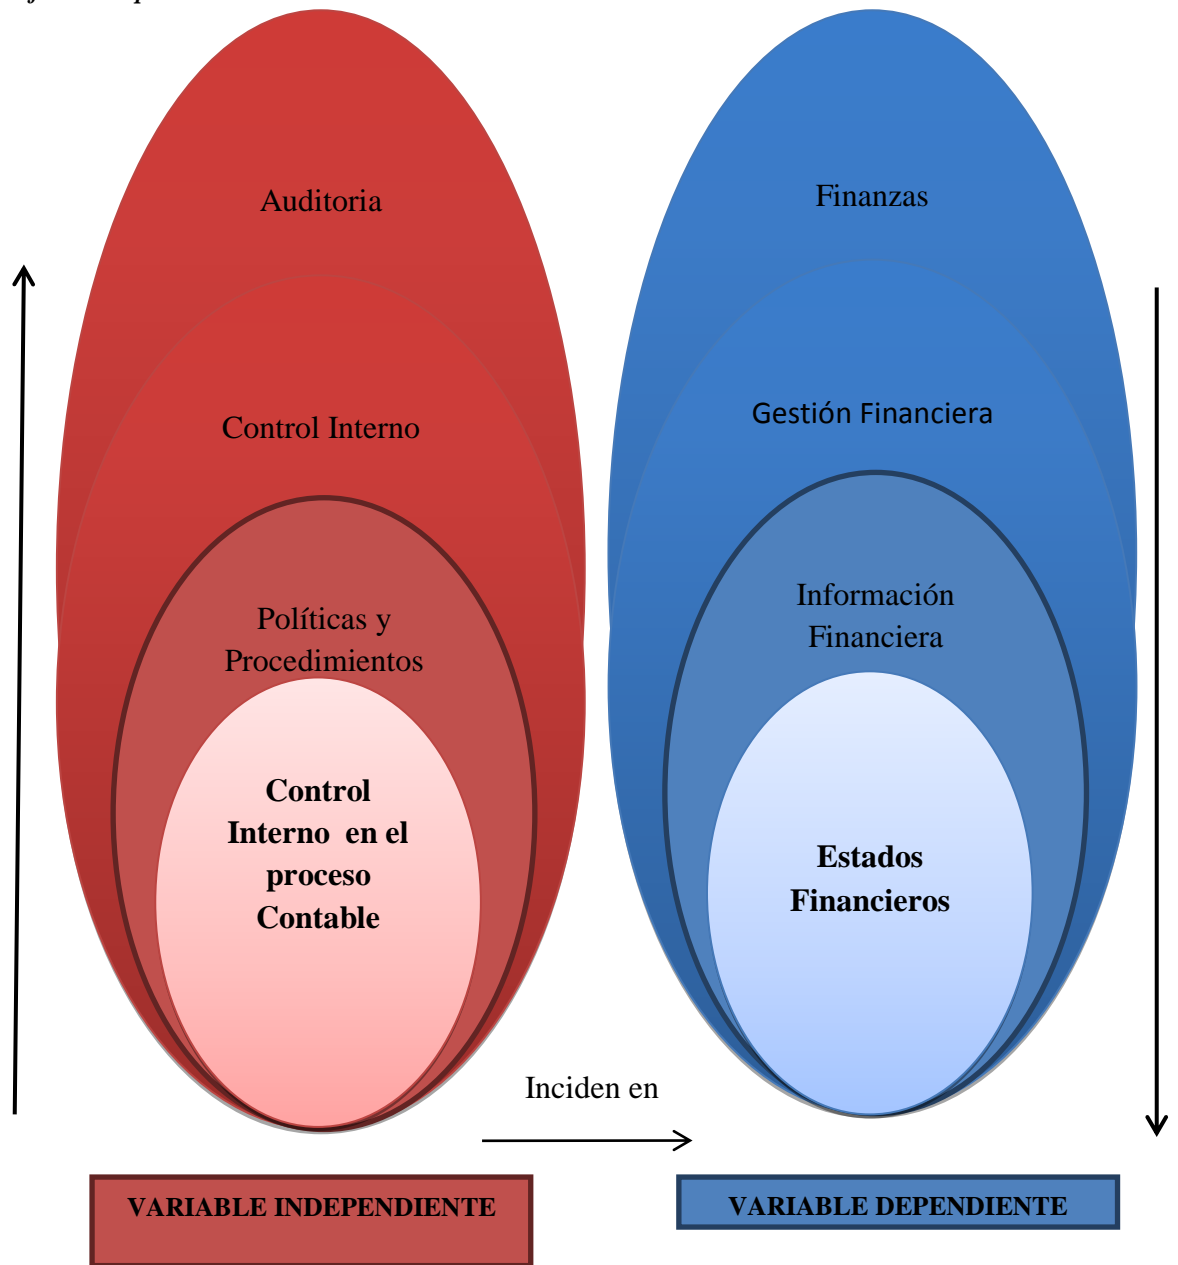 Auditoria
Control Interno
Políticas y
Procedimientos
Control
Interno en el
proceso
Contable
Finanzas
Gestión Financiera
Información
Financiera
Estados
Financieros
Inciden en
VARIABLE INDEPENDIENTE
VARIABLE DEPENDIENTE